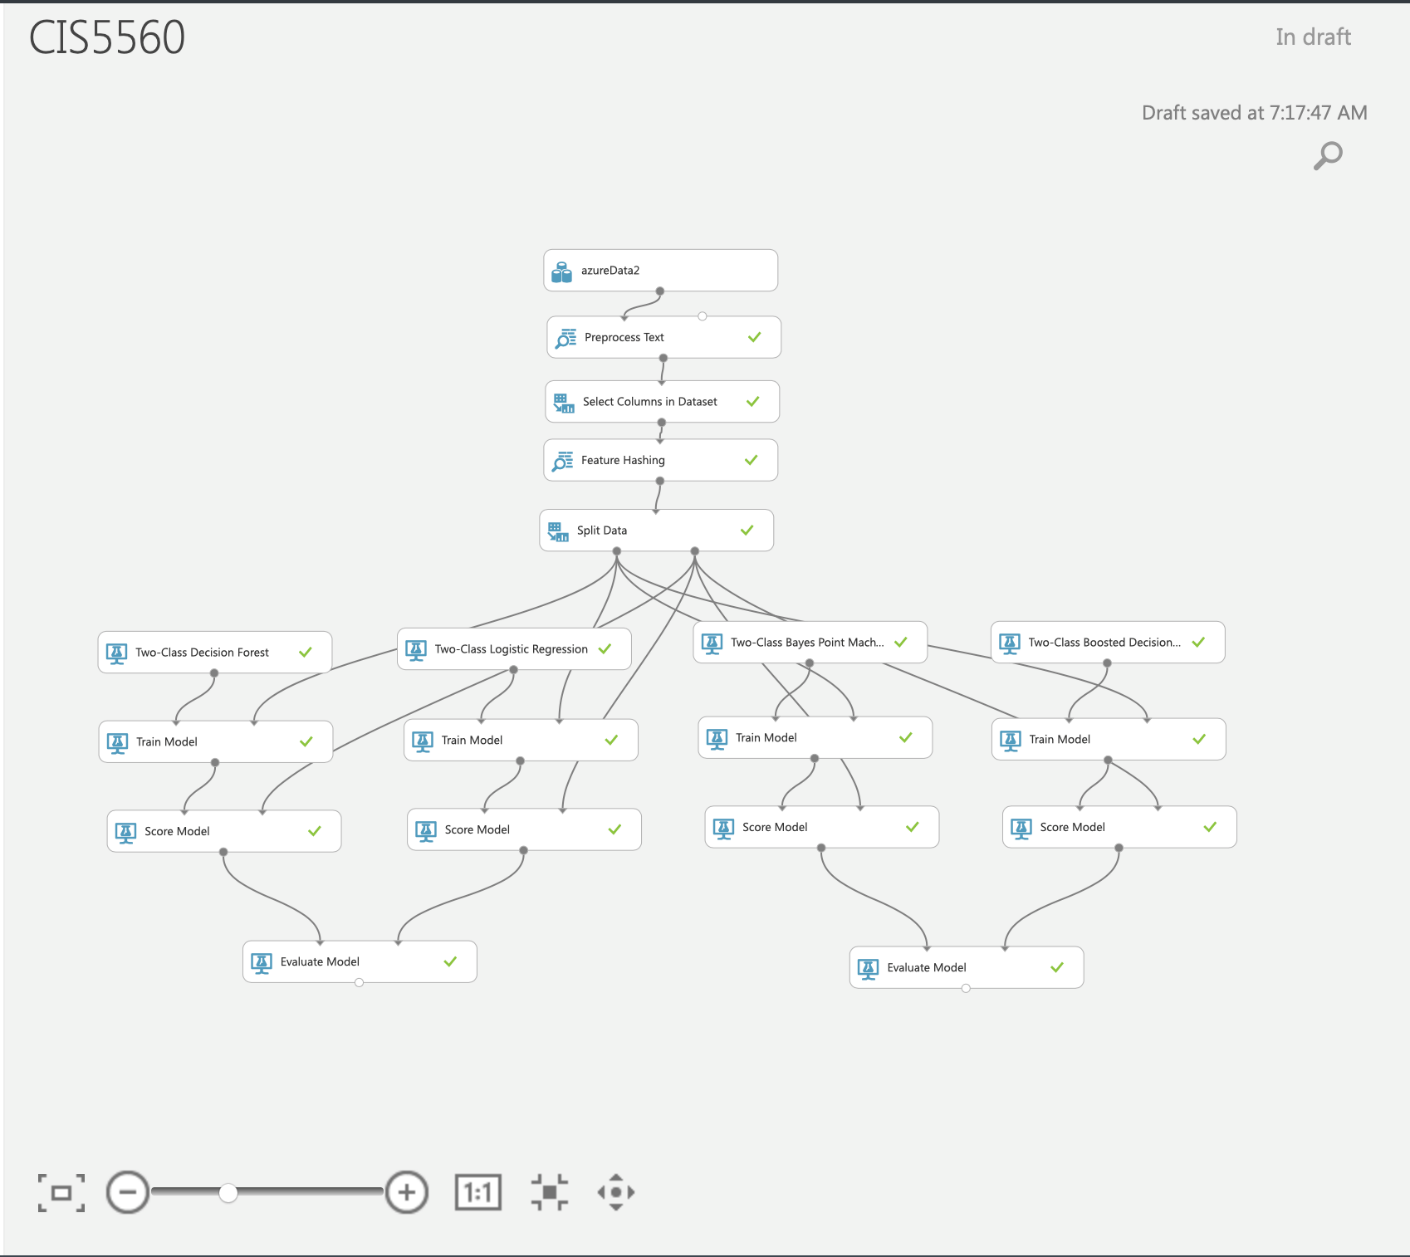 CIS5560
In draft
Draft saved at 7:17:47 AM
azureData2
Preprocess Text
Select Columns in Dataset
Feature Hashing
Split Data
Two-Class Decision Forest
Two-Class Logistic Regression
Two-Class Bayes Point Mach...
Two-Class Boosted Decision...
Train Model
Train Model
Train Model
Train Model
Score Model
Score Model
Score Model
Score Model
Evaluate Model
Evaluate Model
1:1